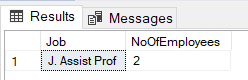 Results Messages
Job NoOfEmployees
1 J. Assist Prof 2